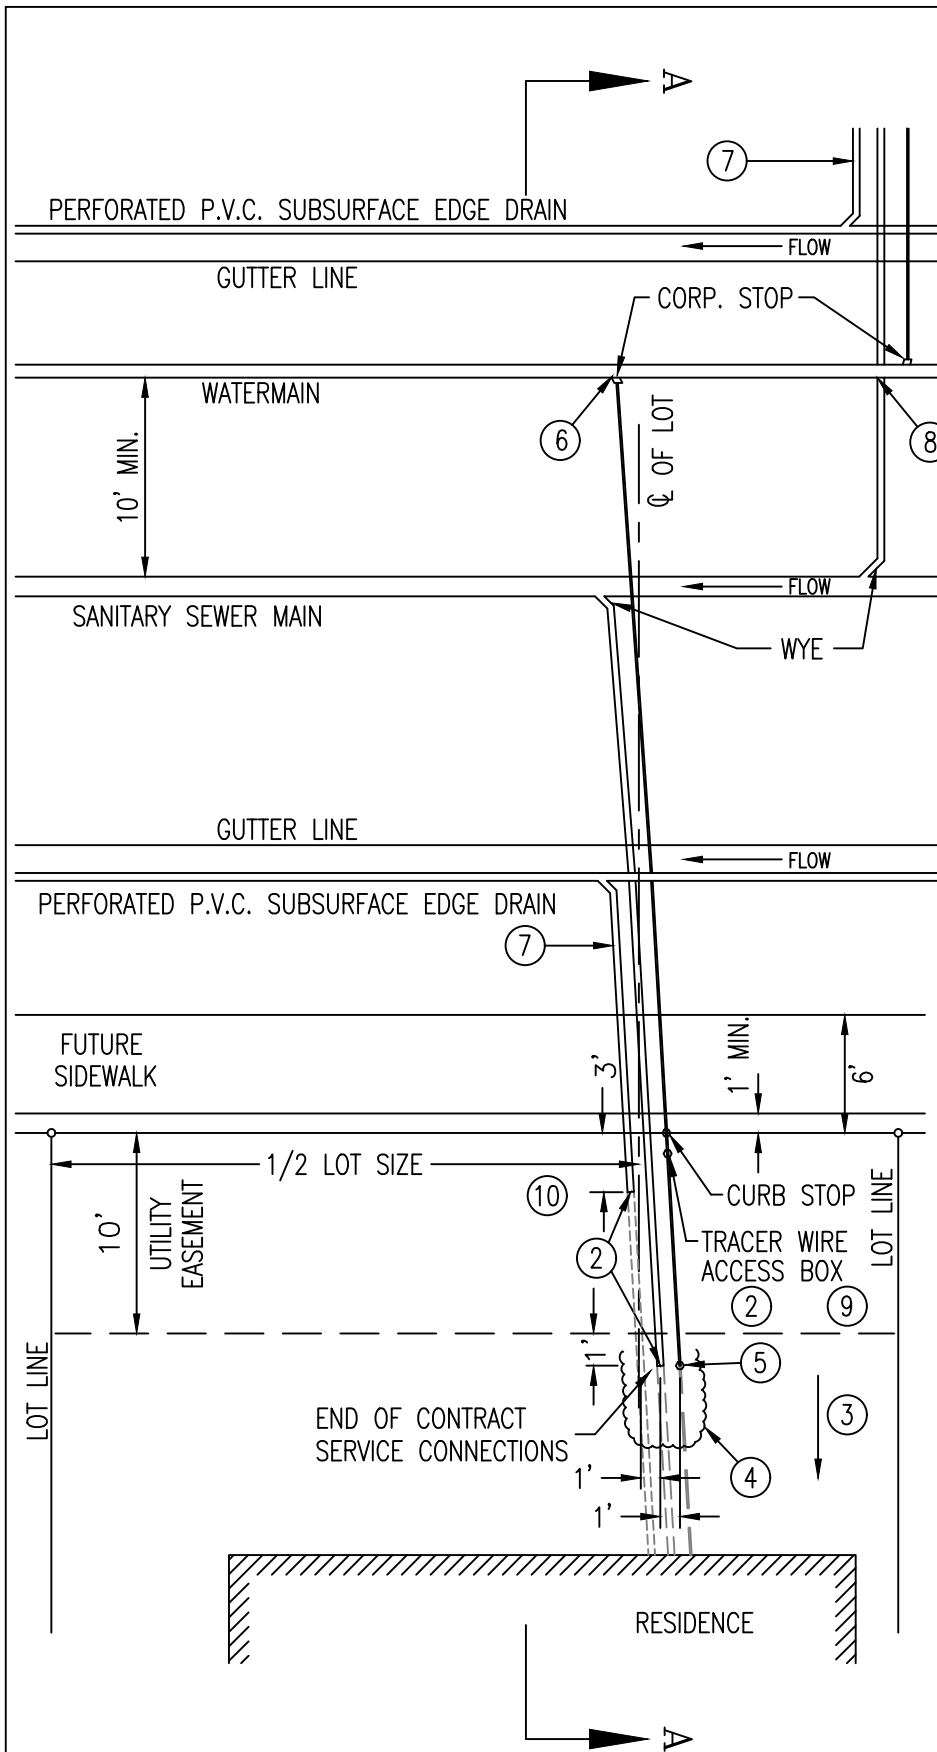 A
7
PERFORATED P.V.C. SUBSURFACE EDGE DRAIN
FLOW
GUTTER LINE
CORP. STOP
WATERMAIN
6
8
10' MIN.
℄ OF LOT
FLOW
SANITARY SEWER MAIN
WYE
GUTTER LINE
FLOW
PERFORATED P.V.C. SUBSURFACE EDGE DRAIN
7
FUTURE
SIDEWALK
3'
1' MIN.
6'
1/2 LOT SIZE
10
CURB STOP
LOT LINE
10'
UTILITY
EASEMENT
2
TRACER WIRE
ACCESS BOX
2
9
1'
5
LOT LINE
END OF CONTRACT
SERVICE CONNECTIONS
3
4
1'
1'
RESIDENCE
A